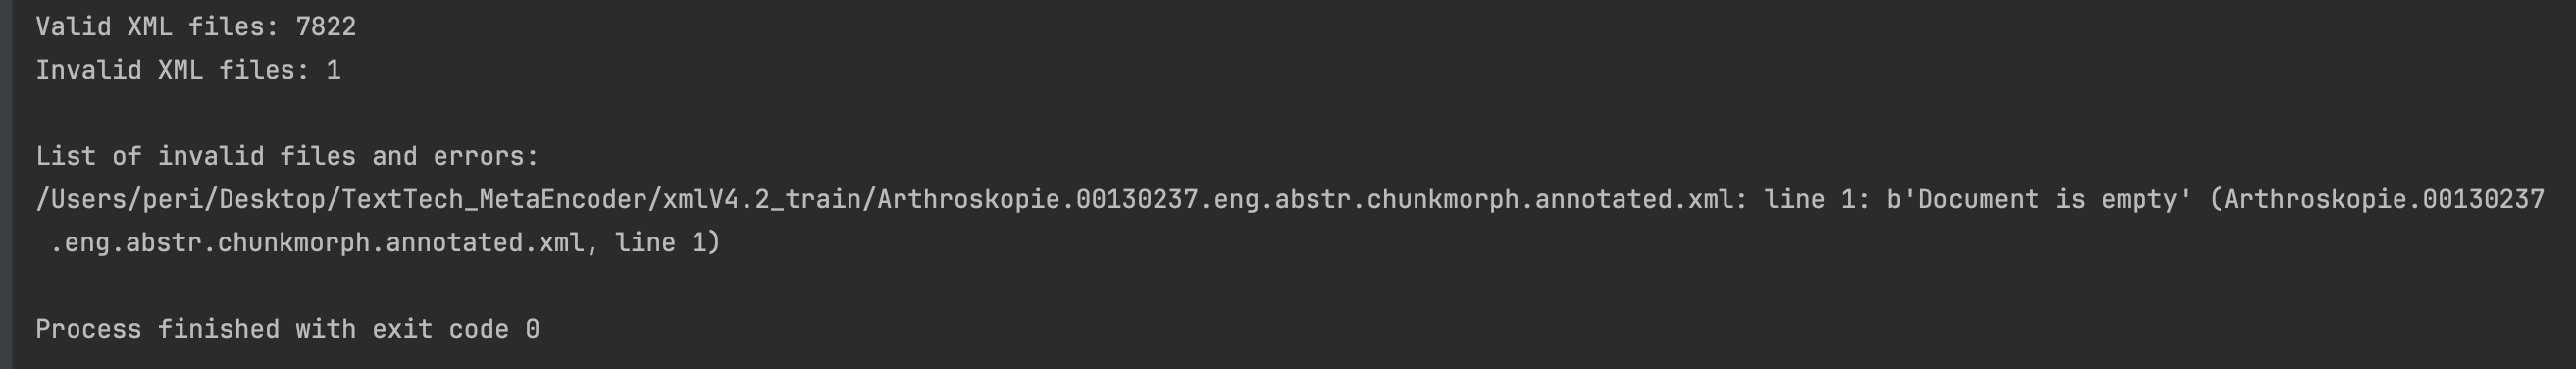 Valid XML files: 7822
Invalid XML files: 1
List of invalid files and errors:
/Users/peri/Desktop/TextTech_MetaEncoder/xmlV4.2_train/Arthroskopie.00130237.eng.abstr.chunkmorph.annotated.xml: line 1: b'Document is empty' (Arthroskopie.00130237
.eng.abstr.chunkmorph.annotated.xml, line 1)
Process finished with exit code 0